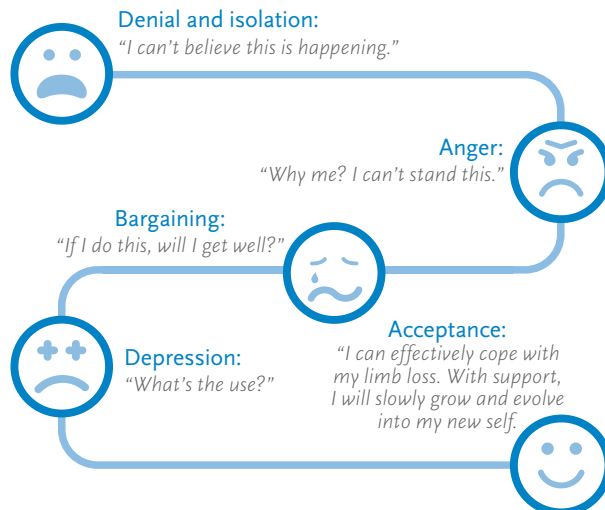 Denial and isolation:
“I can’t believe this is happening.”
Anger:
“Why me? I can’t stand this.”
Bargaining:
“If I do this, will I get well?”
Depression:
“What’s the use?”
Acceptance:
“I can effectively cope with
my limb loss. With support,
I will slowly grow and evolve
into my new self.